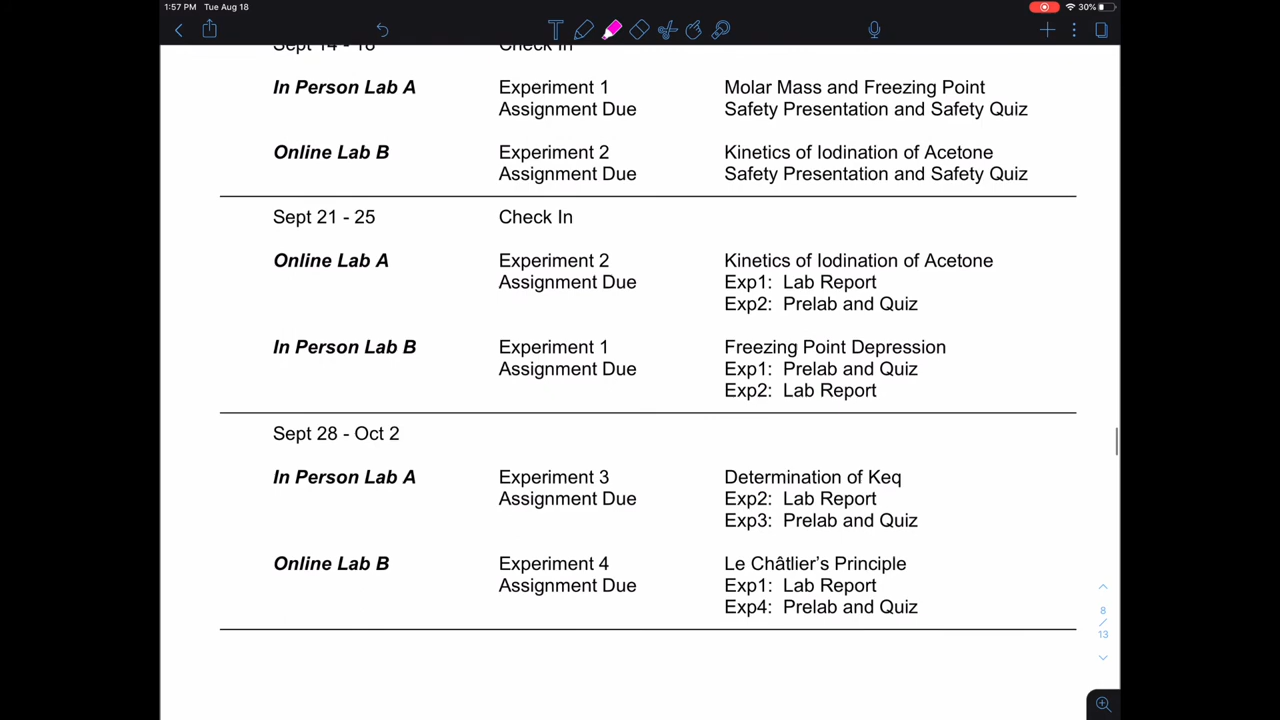 1:57 PM Tue Aug 18
30%
T
Sept 14 - 18 Check In
In Person Lab A Experiment 1 Molar Mass and Freezing Point
Assignment Due Safety Presentation and Safety Quiz
Online Lab B Experiment 2 Kinetics of Iodination of Acetone
Assignment Due Safety Presentation and Safety Quiz
Sept 21 - 25 Check In
Online Lab A Experiment 2 Kinetics of Iodination of Acetone
Assignment Due Exp1: Lab Report
Exp2: Prelab and Quiz
In Person Lab B Experiment 1 Freezing Point Depression
Assignment Due Exp1: Prelab and Quiz
Exp2: Lab Report
Sept 28 - Oct 2
In Person Lab A Experiment 3 Determination of Keq
Assignment Due Exp2: Lab Report
Exp3: Prelab and Quiz
Online Lab B Experiment 4 Le Châtlier’s Principle
Assignment Due Exp1: Lab Report
Exp4: Prelab and Quiz
8
/
13